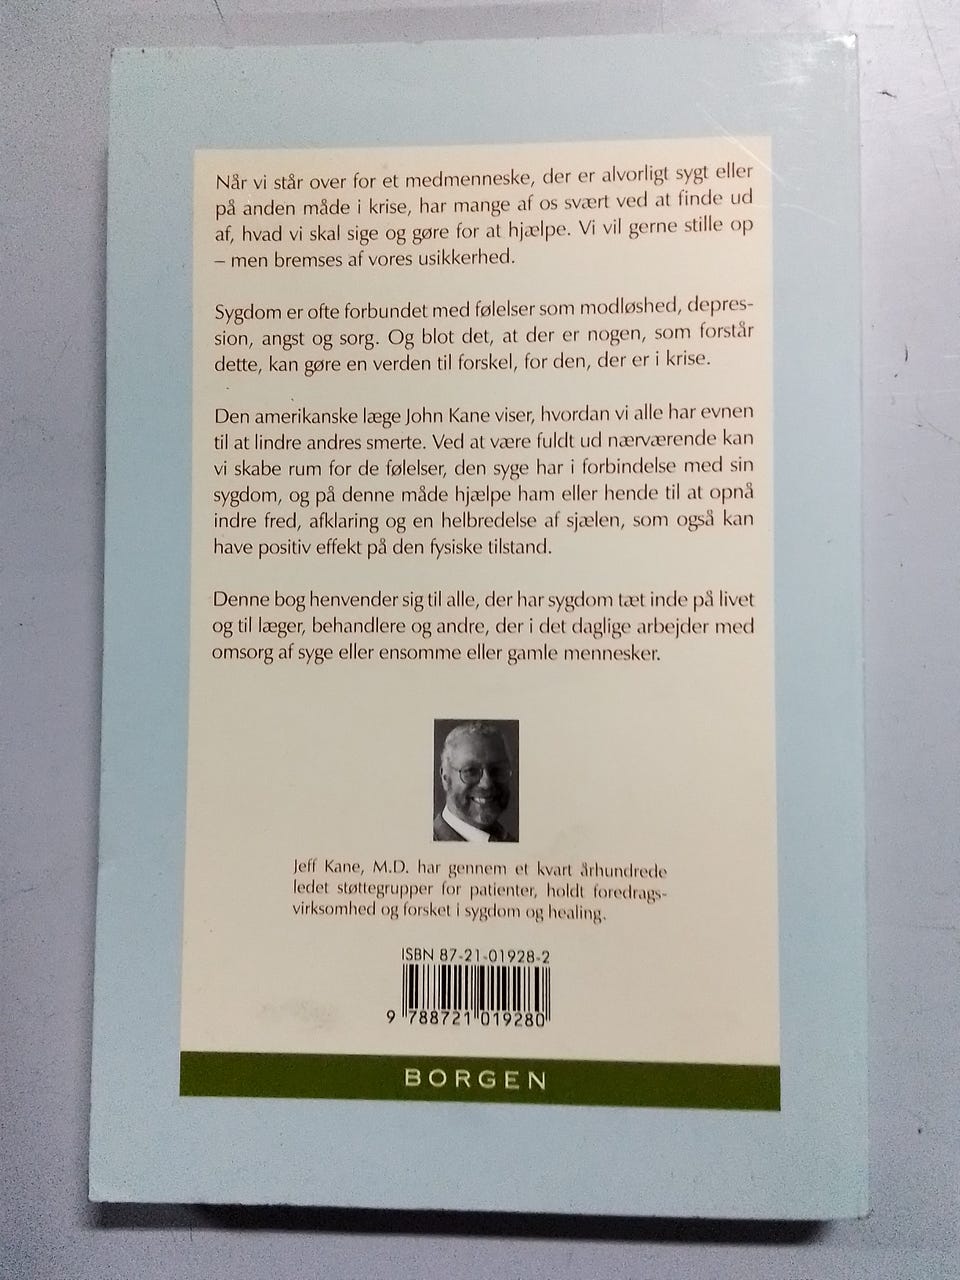 Når vi står over for et medmenneske, der er alvorligt sygt eller
på anden måde i krise, har mange af os svært ved at finde ud
af, hvad vi skal sige og gøre for at hjælpe. Vi vil gerne stille op
– men bremses af vores usikkerhed.
Sygdom er ofte forbundet med følelser som modløshed, depres-
sion, angst og sorg. Og blot det, at der er nogen, som forstår
dette, kan gøre en verden til forskel, for den, der er i krise.
Den amerikanske læge John Kane viser, hvordan vi alle har evnen
til at lindre andres smerte. Ved at være fuldt ud nærværende kan
vi skabe rum for de følelser, den syge har i forbindelse med sin
sygdom, og på denne måde hjælpe ham eller hende til at opnå
indre fred, afklaring og en helbredelse af sjælen, som også kan
have positiv effekt på den fysiske tilstand.
Denne bog henvender sig til alle, der har sygdom tæt inde på livet
og til læger, behandlere og andre, der i det daglige arbejder med
omsorg af syge eller ensomme eller gamle mennesker.
Jeff Kane, M.D. har gennem et kvart århundrede
ledet støttegrupper for patienter, holdt foredrags-
virksomhed og forsket i sygdom og healing.
ISBN 87-21-01928-2
9 788721 019280
BORGEN